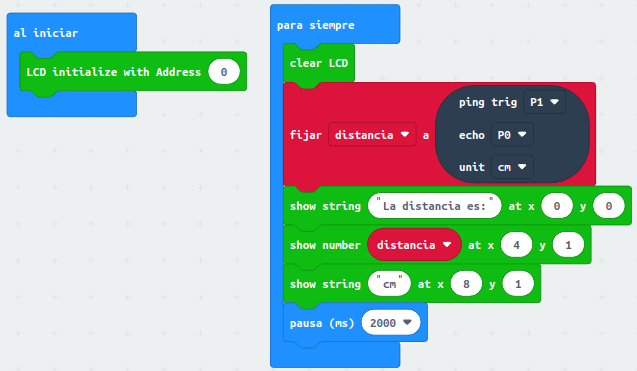 al iniciar
LCD initialize with Address 0
para siempre
clear LCD
fijar distancia a ping trig P1
echo P0
unit cm
show string "La distancia es:" at x 0 y 0
show number distancia at x 4 y 1
show string "cm" at x 8 y 1
pausa (ms) 2000